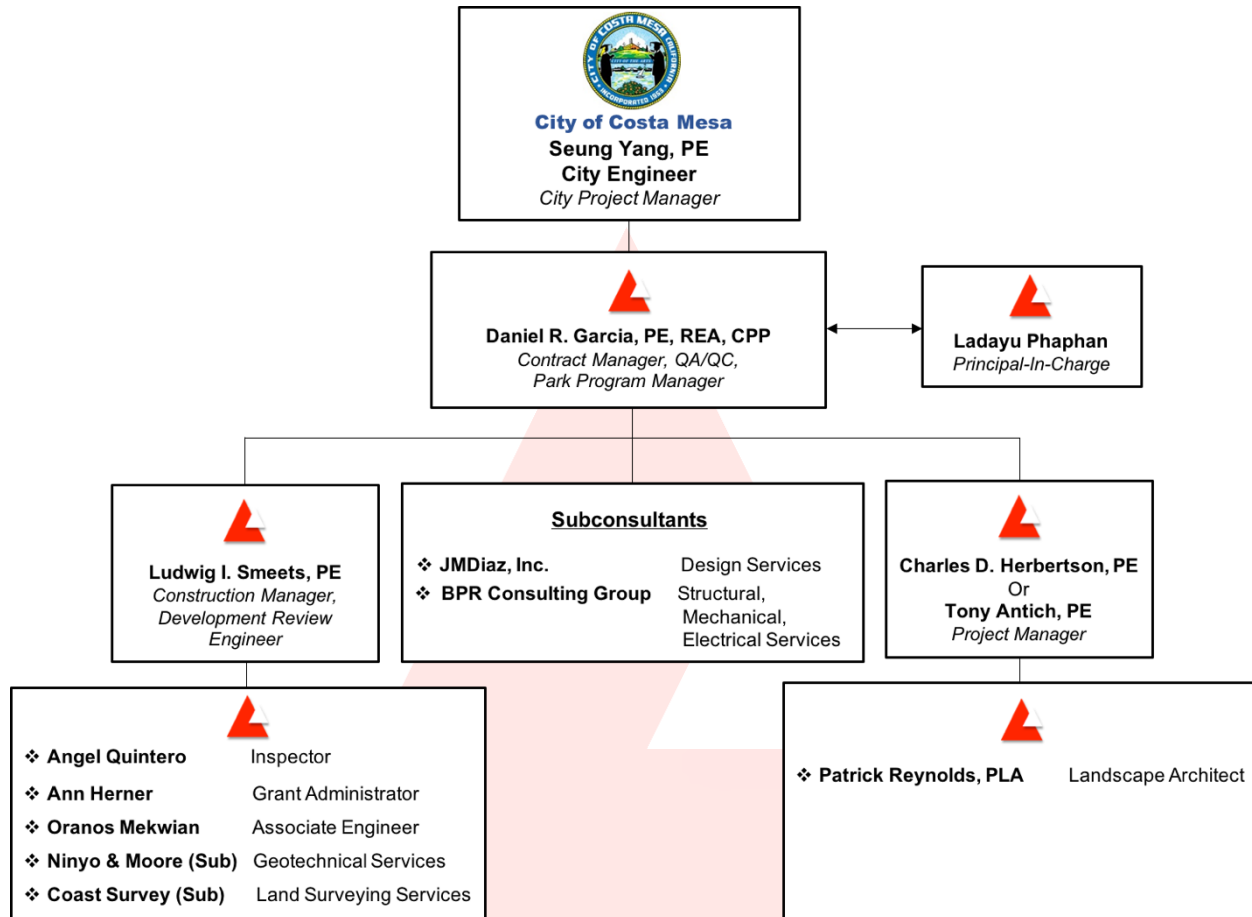 CITY OF COSTA MESA CALIFORNIA
CITY OF THE ARTS
INCORPORATED 1953
City of Costa Mesa
Seung Yang, PE
City Engineer
City Project Manager
Daniel R. Garcia, PE, REA, CPP
Contract Manager, QA/QC,
Park Program Manager
Ladayu Phaphan
Principal-In-Charge
Ludwig I. Smeets, PE
Construction Manager,
Development Review
Engineer
Subconsultants
❖ JMDiaz, Inc. Design Services
❖ BPR Consulting Group Structural,
Mechanical,
Electrical Services
Charles D. Herbertson, PE
Or
Tony Antich, PE
Project Manager
❖ Angel Quintero Inspector
❖ Ann Herner Grant Administrator
❖ Oranos Mekwian Associate Engineer
❖ Ninyo & Moore (Sub) Geotechnical Services
❖ Coast Survey (Sub) Land Surveying Services
❖ Patrick Reynolds, PLA Landscape Architect